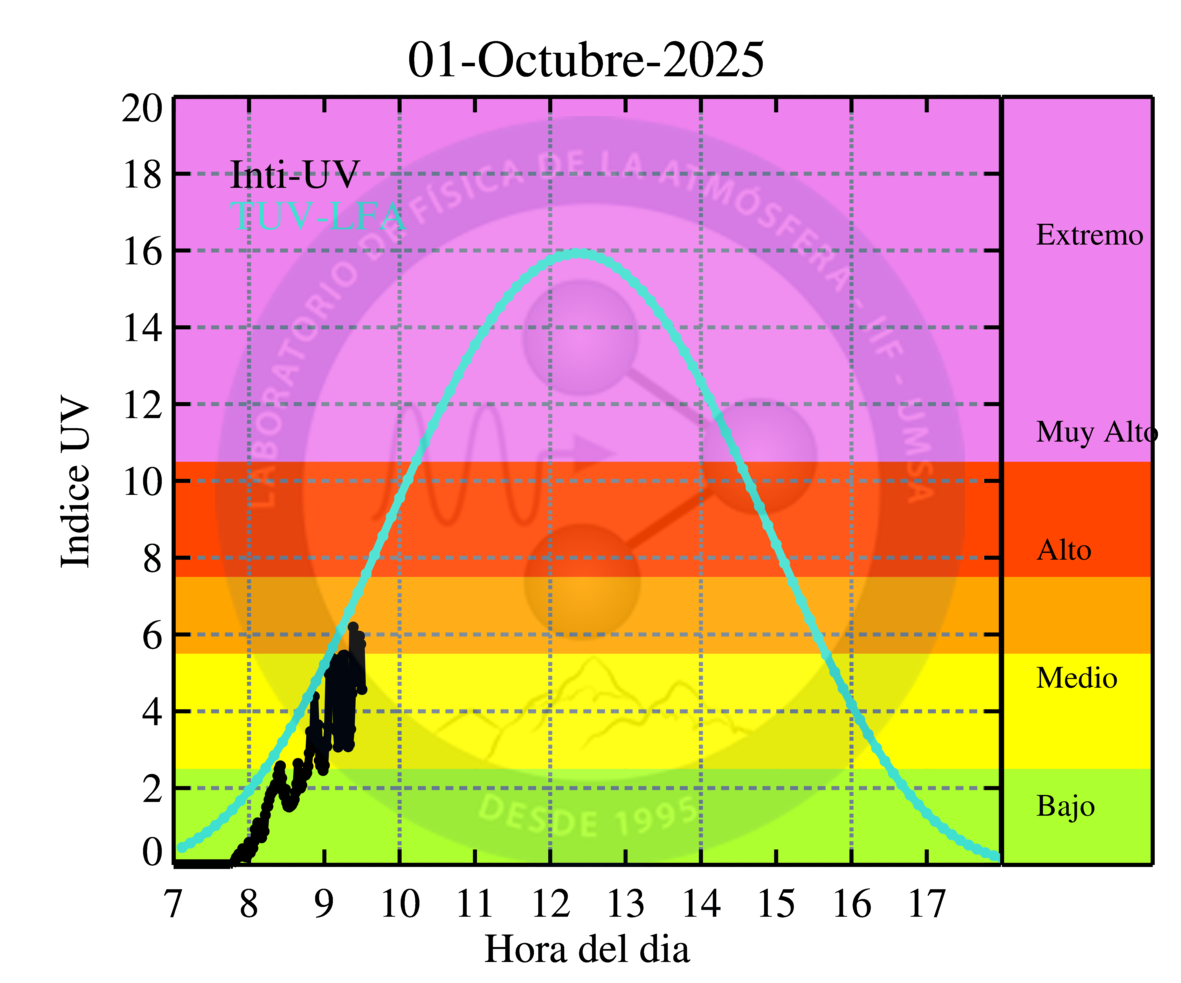 01-Octubre-2025
Inti-UV
TUV-LFA
LABORATORIO DE FÍSICA DE LA ATMÓSFERA - IIF - UMSA
DESDE 1995
Indice UV
20
18
16
14
12
10
8
6
4
2
0
Extremo
Muy Alto
Alto
Medio
Bajo
7 8 9 10 11 12 13 14 15 16 17
Hora del dia